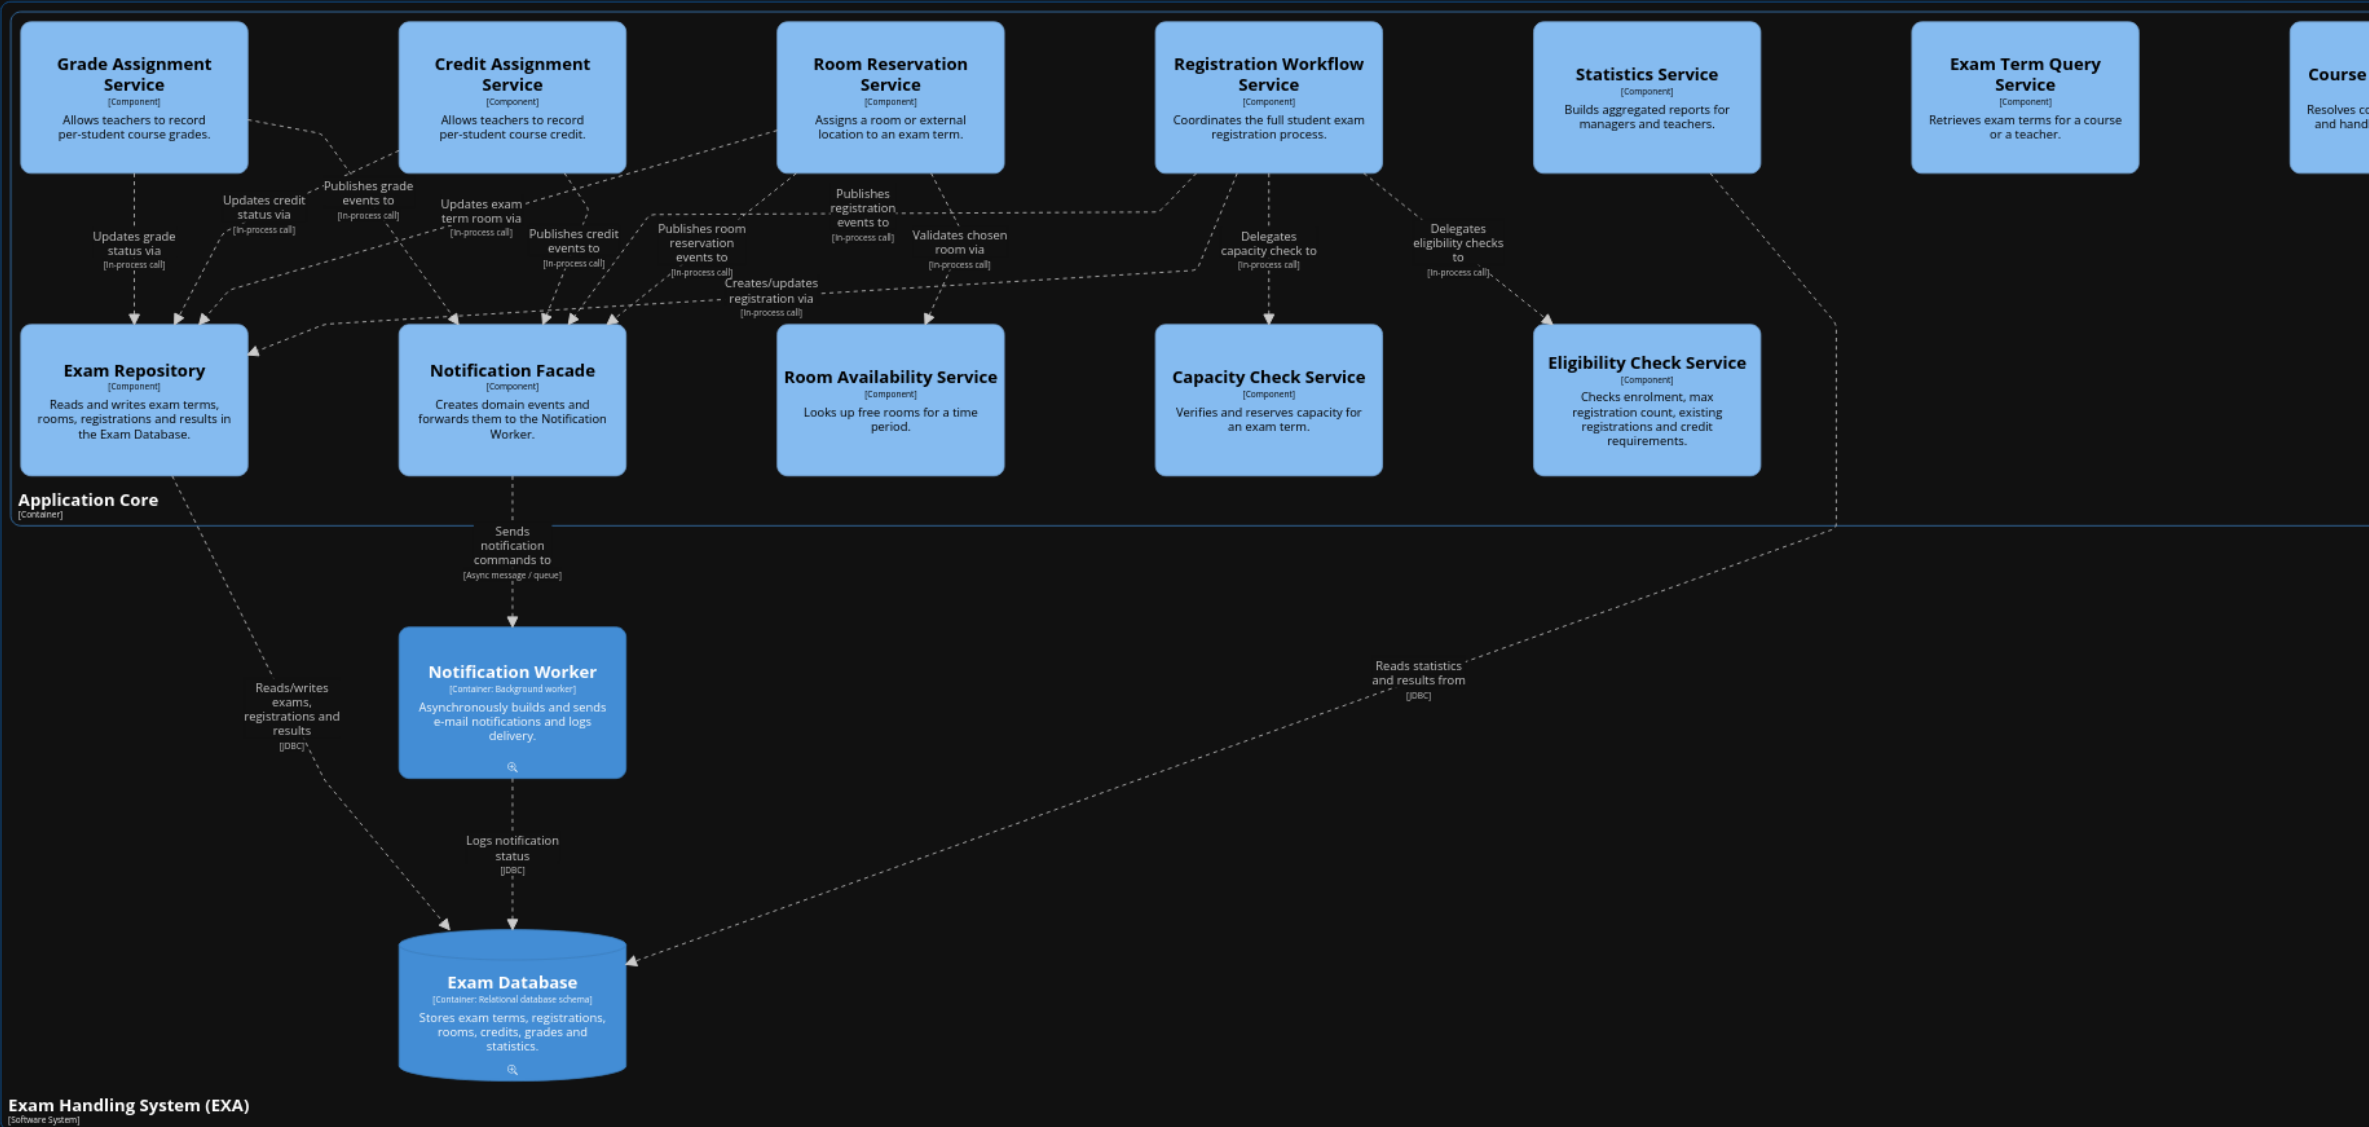 Grade Assignment
Service
[Component]
Allows teachers to record
per-student course grades.
Credit Assignment
Service
[Component]
Allows teachers to record
per-student course credit.
Room Reservation
Service
[Component]
Assigns a room or external
location to an exam term.
Registration Workflow
Service
[Component]
Coordinates the full student exam
registration process.
Statistics Service
[Component]
Builds aggregated reports for
managers and teachers.
Exam Term Query
Service
[Component]
Retrieves exam terms for a course
or a teacher.
Course
Resolves
and
Updates grade
status via
[In-process call]
Updates credit
status via
[In-process call]
Publishes grade
events to
[In-process call]
Updates exam
term room via
[In-process call]
Publishes credit
events to
[In-process call]
Publishes room
reservation
events to
[In-process call]
Publishes
registration
events to
[In-process call]
Creates/updates
registration via
[In-process call]
Validates chosen
room via
[In-process call]
Delegates
capacity check to
[In-process call]
Delegates
eligibility checks
to
[In-process call]
Exam Repository
[Component]
Reads and writes exam terms,
rooms, registrations and results in
the Exam Database.
Notification Facade
[Component]
Creates domain events and
forwards them to the Notification
Worker.
Room Availability Service
[Component]
Looks up free rooms for a time
period.
Capacity Check Service
[Component]
Verifies and reserves capacity for
an exam term.
Eligibility Check Service
[Component]
Checks enrolment, max
registration count, existing
registrations and credit
requirements.
Application Core
[Container]
Sends
notification
commands to
[Async message / queue]
Notification Worker
[Container: Background worker]
Asynchronously builds and sends
e-mail notifications and logs
delivery.
Reads/writes
exams,
registrations and
results
[JDBC]
Reads statistics
and results from
[JDBC]
Logs notification
status
[JDBC]
Exam Database
[Container: Relational database schema]
Stores exam terms, registrations,
rooms, credits, grades and
statistics.
Exam Handling System (EXA)
[Software System]